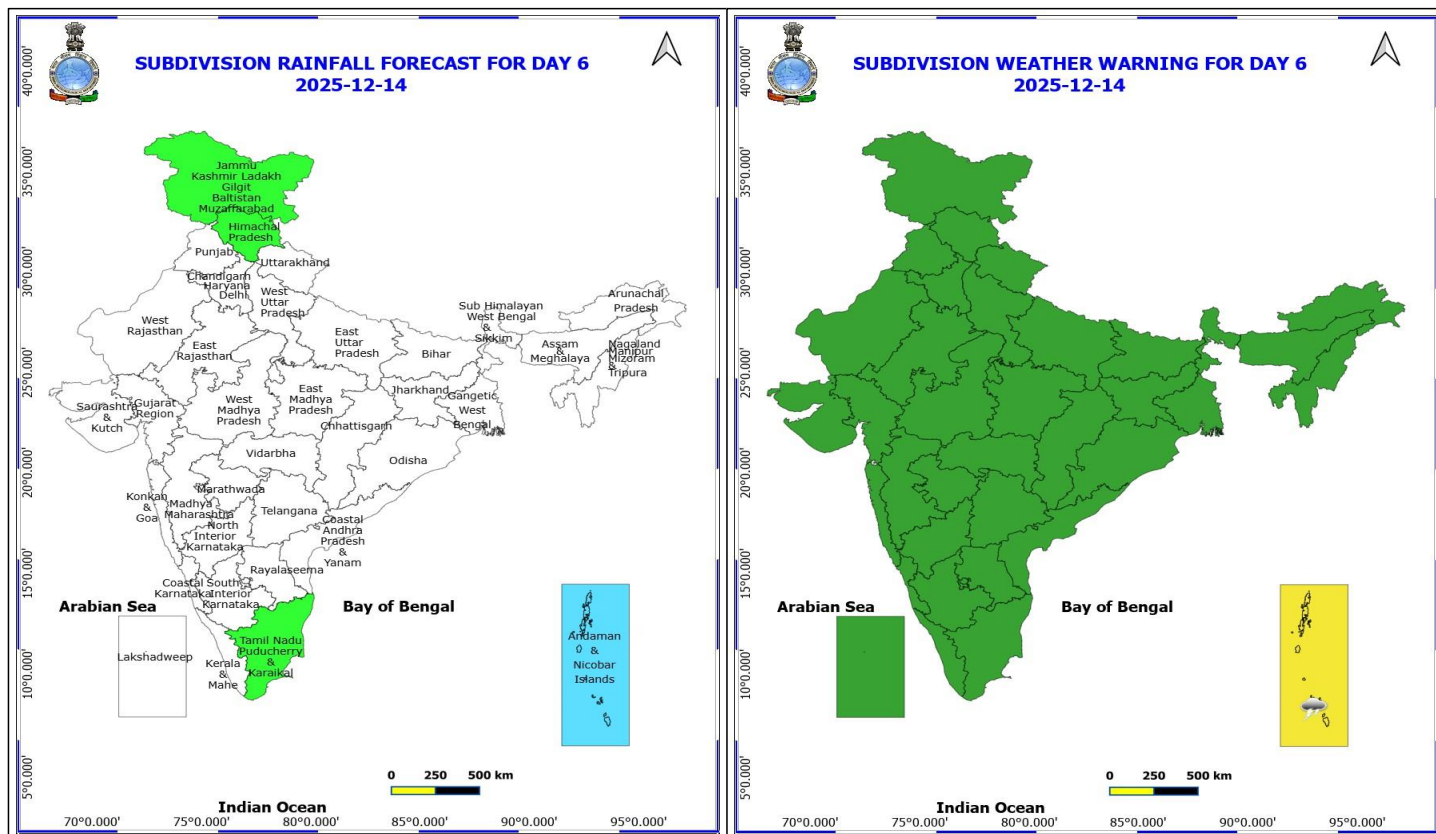 SUBDIVISION RAINFALL FORECAST FOR DAY 6
2025-12-14
40°0.000'
35°0.000'
30°0.000'
25°0.000'
20°0.000'
15°0.000'
10°0.000'
5°0.000'
Jammu
Kashmir Ladakh
Gilgit
Baltistan
Muzaffarabad
Himachal
Pradesh
Punjab
Uttarakhand
Chandigarh
Haryana
Delhi
West
Uttar
Pradesh
West
Rajasthan
East
Rajasthan
East
Uttar
Pradesh
Bihar
Sub Himalayan
West Bengal
&
Sikkim
Arunachal
Pradesh
Assam
&
Meghalaya
Nagaland
Manipur
Mizoram
&
Tripura
Saurashtra
&
Kutch
Gujarat
Region
West
Madhya
Pradesh
East
Madhya
Pradesh
Jharkhand
Gangetic
West
Bengal
Chhattisgarh
Vidarbha
Odisha
Konkan
&
Goa
Madhya
Maharashtra
Marathwada
Telangana
North
Interior
Karnataka
Coastal
Andhra
Pradesh
&
Yanam
Rayalaseema
Coastal
Karnataka
South
Interior
Karnataka
Arabian Sea
Bay of Bengal
Lakshadweep
Kerala
&
Mahe
Tamil Nadu
Puducherry
&
Karaikal
Andaman
&
Nicobar
Islands
0 250 500 km
Indian Ocean
70°0.000' 75°0.000' 80°0.000' 85°0.000' 90°0.000' 95°0.000'
SUBDIVISION WEATHER WARNING FOR DAY 6
2025-12-14
40°0.000'
35°0.000'
30°0.000'
25°0.000'
20°0.000'
15°0.000'
10°0.000'
5°0.000'
Arabian Sea
Bay of Bengal
0 250 500 km
Indian Ocean
70°0.000' 75°0.000' 80°0.000' 85°0.000' 90°0.000' 95°0.000'